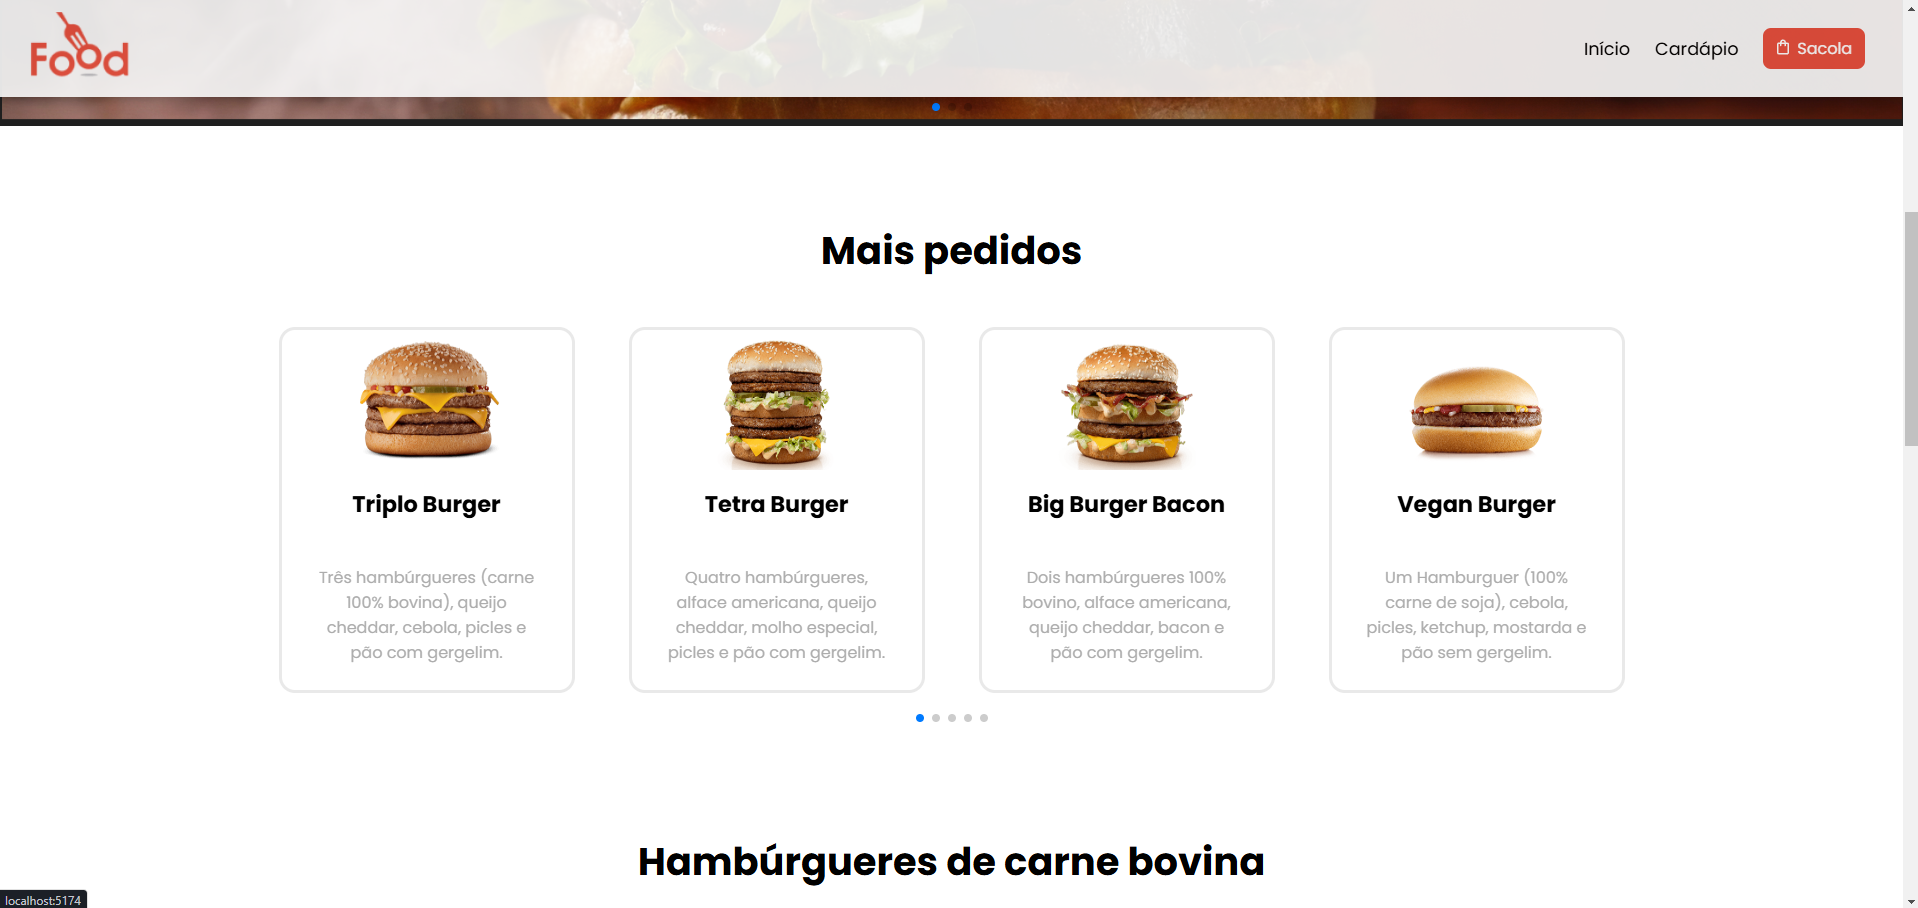 Food
Início
Cardápio
Sacola
Mais pedidos
Triplo Burger
Três hambúrgueres (carne
100% bovina), queijo
cheddar, cebola, picles e
pão com gergelim.
Tetra Burger
Quatro hambúrgueres,
alface americana, queijo
cheddar, molho especial,
picles e pão com gergelim.
Big Burger Bacon
Dois hambúrgueres 100%
bovino, alface americana,
queijo cheddar, bacon e
pão com gergelim.
Vegan Burger
Um Hamburguer (100%
carne de soja), cebola,
picles, ketchup, mostarda e
pão sem gergelim.
Hambúrgueres de carne bovina
localhost:5174